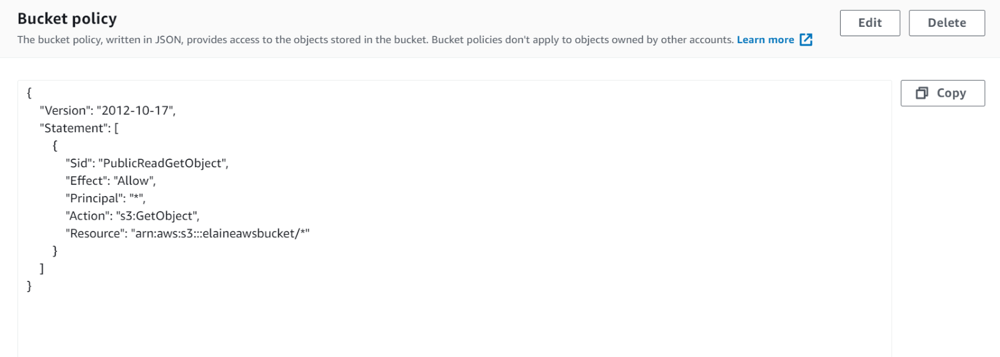 Bucket policy
Edit
Delete
The bucket policy, written in JSON, provides access to the objects stored in the bucket. Bucket policies don't apply to objects owned by other accounts. Learn more
Copy
{
"Version": "2012-10-17",
"Statement": [
{
"Sid": "PublicReadGetObject",
"Effect": "Allow",
"Principal": "*",
"Action": "s3:GetObject",
"Resource": "arn:aws:s3:::elaineawsbucket/*"
}
]
}